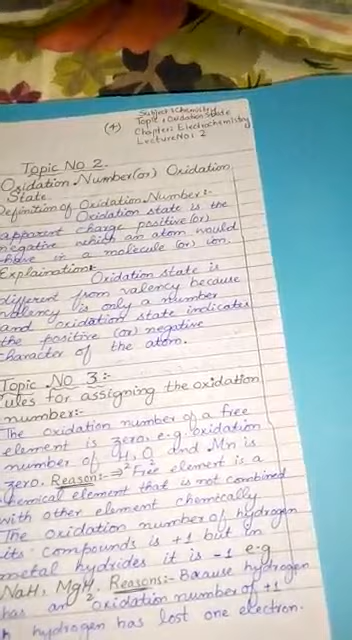 (4)
Subject: Chemistry
Topic: Oxidation State
Chapter: Electrochemistry
Lecture No: 2
Topic No 2.
Oxidation Number (or) Oxidation
State.
Definition of Oxidation Number:-
Oxidation state is the
apparent charge positive (or)
negative which an atom would
have in a molecule (or) ion.
Explaination:-
Oxidation state is
different from valency because
valency is only a number
and oxidation state indicates
the positive (or) negative
character of the atom.
Topic No 3:-
ules for assigning the oxidation
number:-
The oxidation number of a free
element is zero. e.g. oxidation
number of H2, O2 and Mn is
zero. Reason:- → Free element is a
hemical element that is not combined
with other element chemically
The oxidation number of hydrogen
its compounds is +1 but in
metal hydrides it is -1 e.g
NaH, MgH2. Reasons:- Because hydrogen
has an oxidation number of +1
hydrogen has lost one electron.